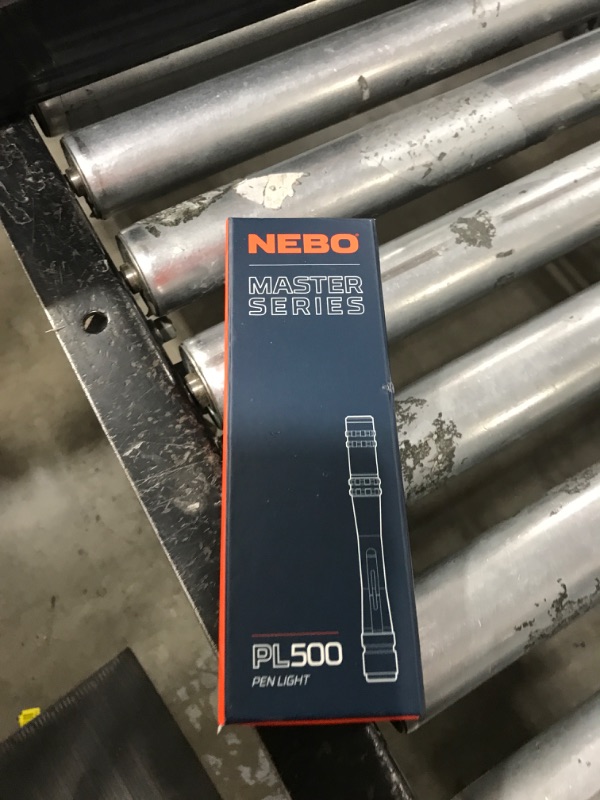 NEBO
MASTER
SERIES
PL500
PEN LIGHT